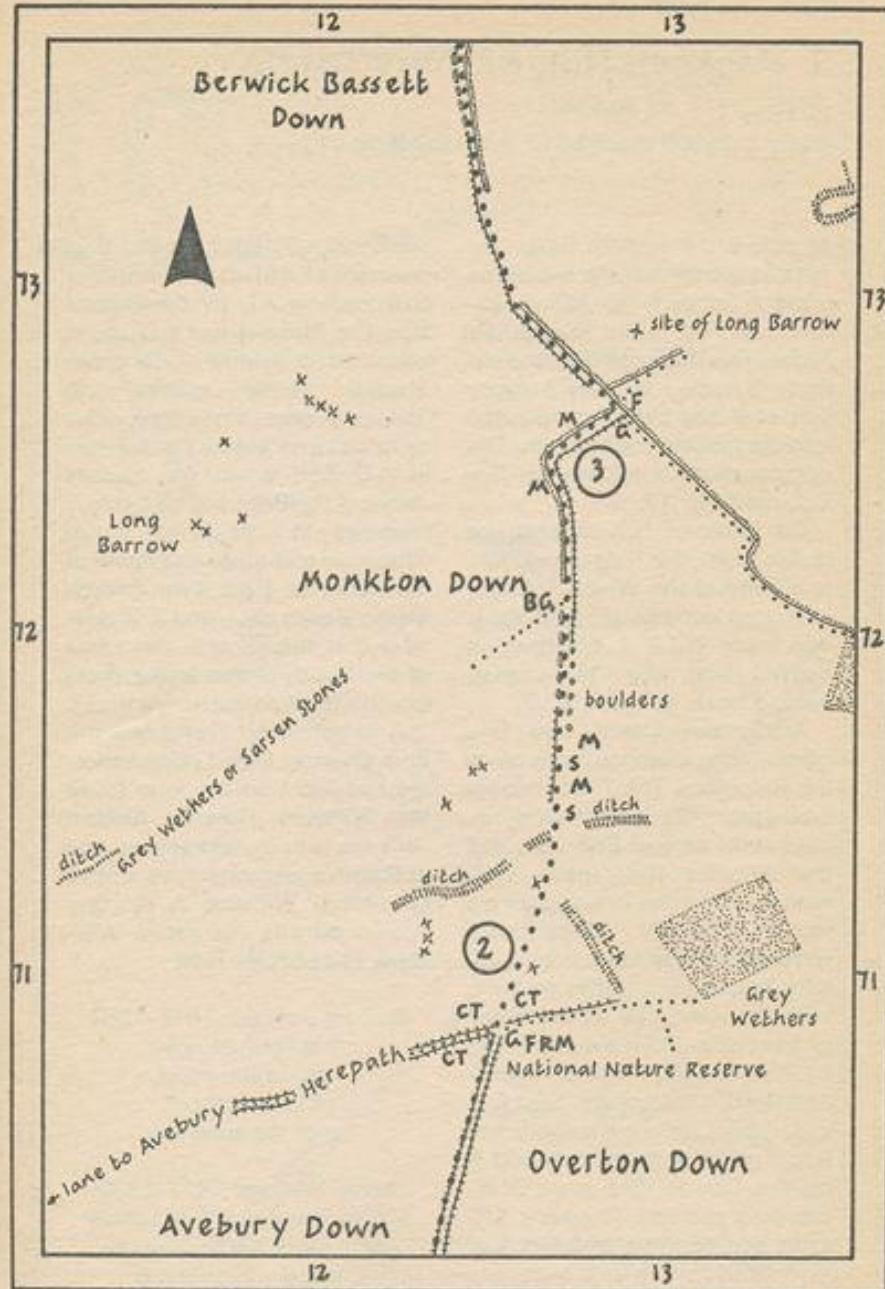 12 13
Berwick Bassett
Down
73 73
site of Long Barrow
F
M G
3
M
Long
Barrow
Monkton Down
BG
72 72
boulders
Grey Wethers or Sarsen Stones
M
S
M
S ditch
ditch
ditch
ditch
2
71 71
Grey
Wethers
CT CT
G FRM
CT
National Nature Reserve
Herepath
lane to Avebury
Overton Down
Avebury Down
12 13